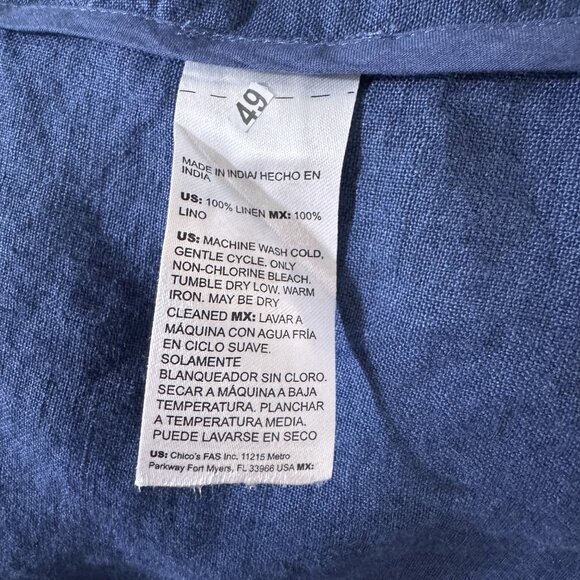 49
MADE IN INDIA/ HECHO EN
INDIA
US: 100% LINEN MX: 100%
LINO
US: MACHINE WASH COLD,
GENTLE CYCLE. ONLY
NON-CHLORINE BLEACH.
TUMBLE DRY LOW. WARM
IRON. MAY BE DRY
CLEANED MX: LAVAR A
MÁQUINA CON AGUA FRÍA
EN CICLO SUAVE.
SOLAMENTE
BLANQUEADOR SIN CLORO.
SECAR A MÁQUINA A BAJA
TEMPERATURA. PLANCHAR
A TEMPERATURA MEDIA.
PUEDE LAVARSE EN SECO
US: Chico's FAS Inc. 11215 Metro
Parkway Fort Myers, FL 33966 USA MX: